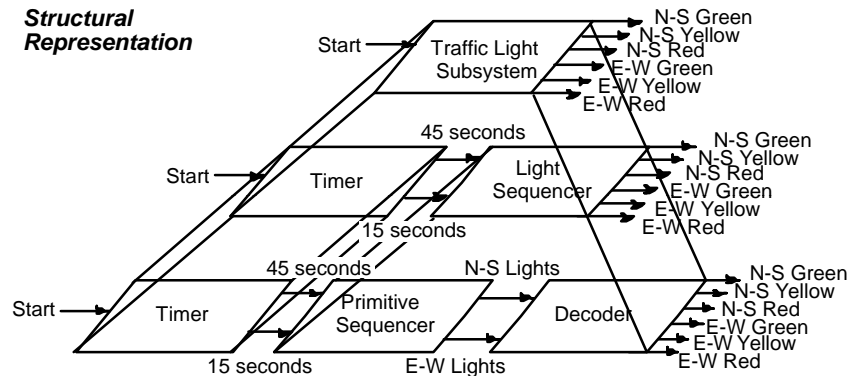 Structural
Representation
Start
Traffic Light
Subsystem
N-S Green
N-S Yellow
N-S Red
E-W Green
E-W Yellow
E-W Red
45 seconds
Start
Timer
Light
Sequencer
N-S Green
N-S Yellow
N-S Red
E-W Green
E-W Yellow
E-W Red
15 seconds
45 seconds
N-S Lights
Start
Timer
Primitive
Sequencer
Decoder
N-S Green
N-S Yellow
N-S Red
E-W Green
E-W Yellow
E-W Red
15 seconds
E-W Lights